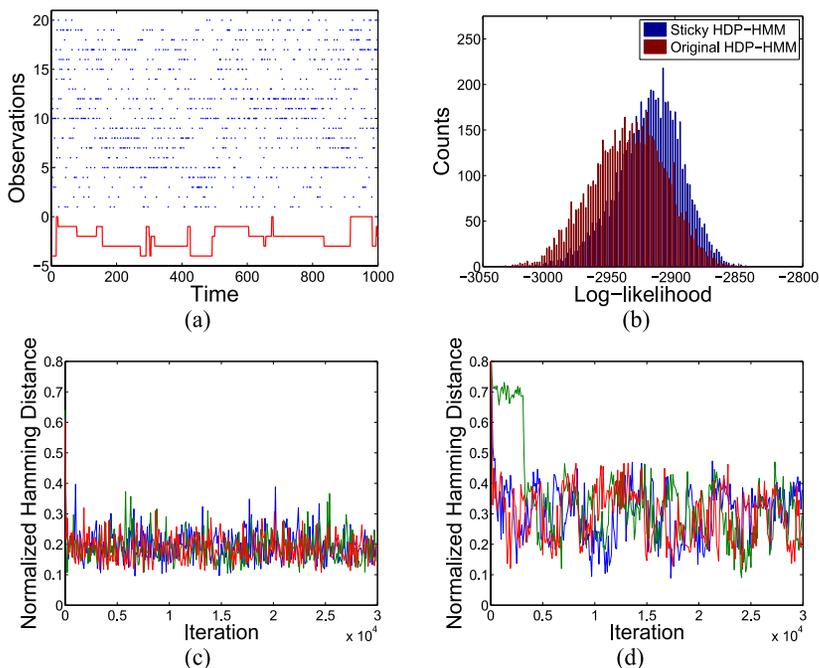 Observations
20
15
10
5
0
−5
0 200 400 600 800 1000
Time
(a)
Counts
250
200
150
100
50
0
Sticky HDP−HMM
Original HDP−HMM
−3050 −3000 −2950 −2900 −2850 −2800
Log−likelihood
(b)
Normalized Hamming Distance
0.8
0.7
0.6
0.5
0.4
0.3
0.2
0.1
0
0 0.5 1 1.5 2 2.5 3
Iteration
x 10⁴
(c)
Normalized Hamming Distance
0.8
0.7
0.6
0.5
0.4
0.3
0.2
0.1
0
0 0.5 1 1.5 2 2.5 3
Iteration
x 10⁴
(d)